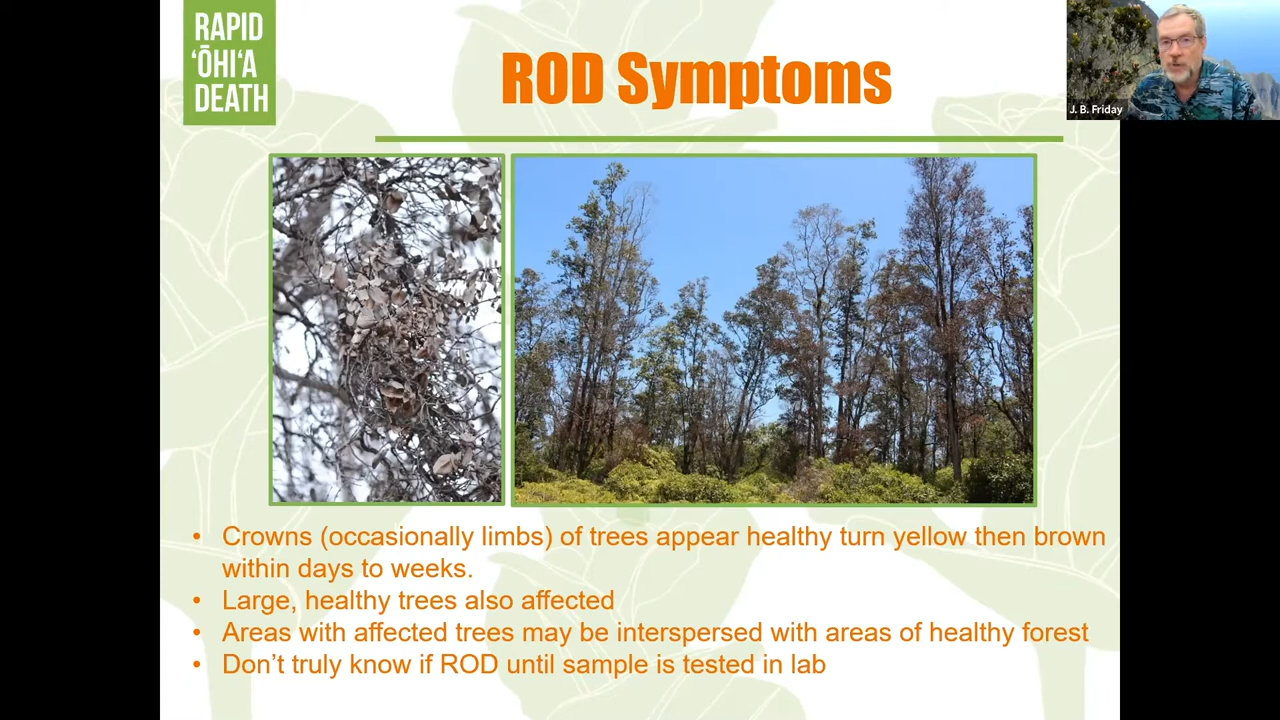 RAPID
ʻŌHIʻA
DEATH
ROD Symptoms
J. B. Friday
• Crowns (occasionally limbs) of trees appear healthy turn yellow then brown
within days to weeks.
• Large, healthy trees also affected
• Areas with affected trees may be interspersed with areas of healthy forest
• Don’t truly know if ROD until sample is tested in lab